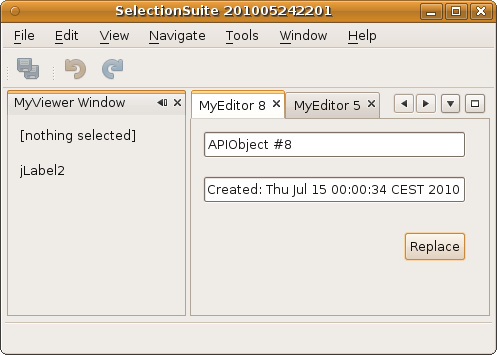 SelectionSuite 201005242201
File Edit View Navigate Tools Window Help
MyViewer Window
MyEditor 8 MyEditor 5
[nothing selected]
APIObject #8
jLabel2
Created: Thu Jul 15 00:00:34 CEST 2010
Replace